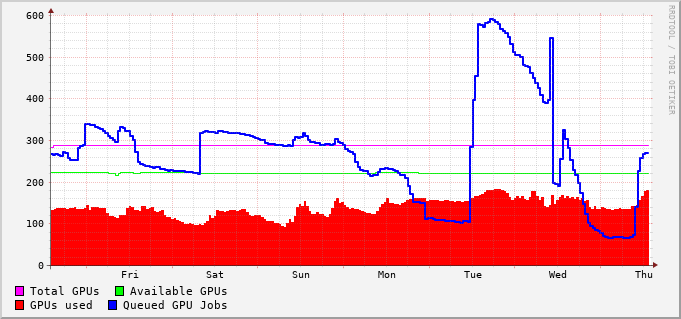 600
500
400
300
200
100
0
Fri Sat Sun Mon Tue Wed Thu
Total GPUs Available GPUs
GPUs used Queued GPU Jobs
RRDTOOL / TOBI OETIKER